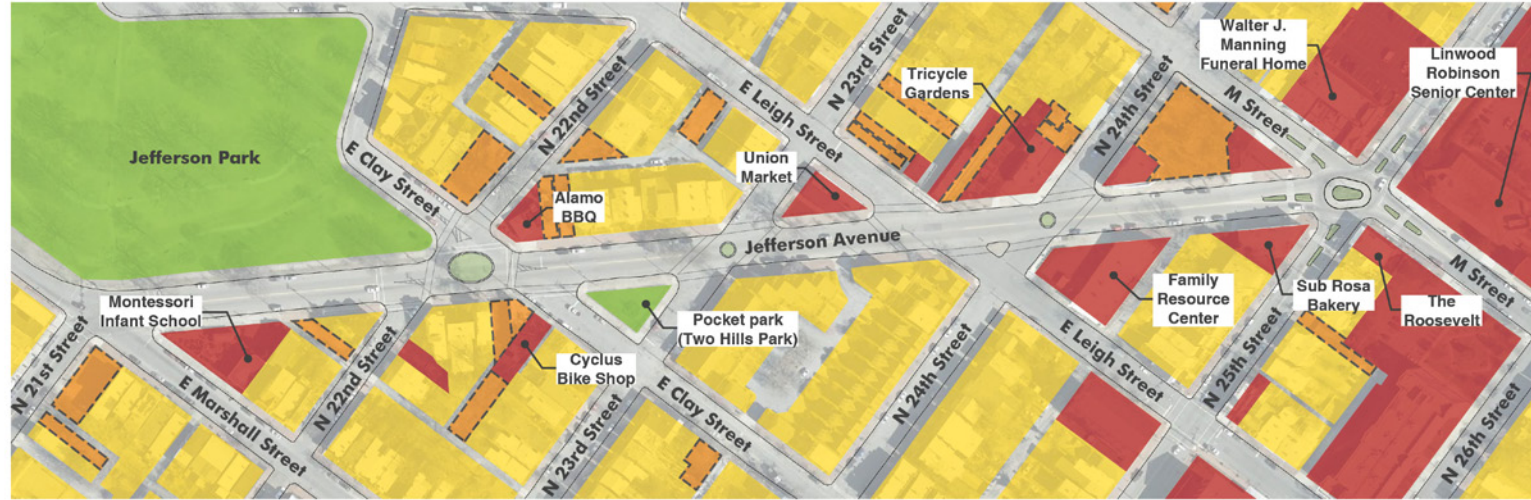 Jefferson Park
E Clay Street
N 22nd Street
E Leigh Street
N 23rd Street
Tricycle
Gardens
N 24th Street
Walter J.
Manning
Funeral Home
M Street
Linwood
Robinson
Senior Center
Alamo
BBQ
Union
Market
Jefferson Avenue
Montessori
Infant School
N 21st Street
E Marshall Street
N 22nd Street
Cyclus
Bike Shop
N 23rd Street
Pocket park
(Two Hills Park)
E Clay Street
N 24th Street
Family
Resource
Center
E Leigh Street
Sub Rosa
Bakery
N 25th Street
The
Roosevelt
M Street
N 26th Street